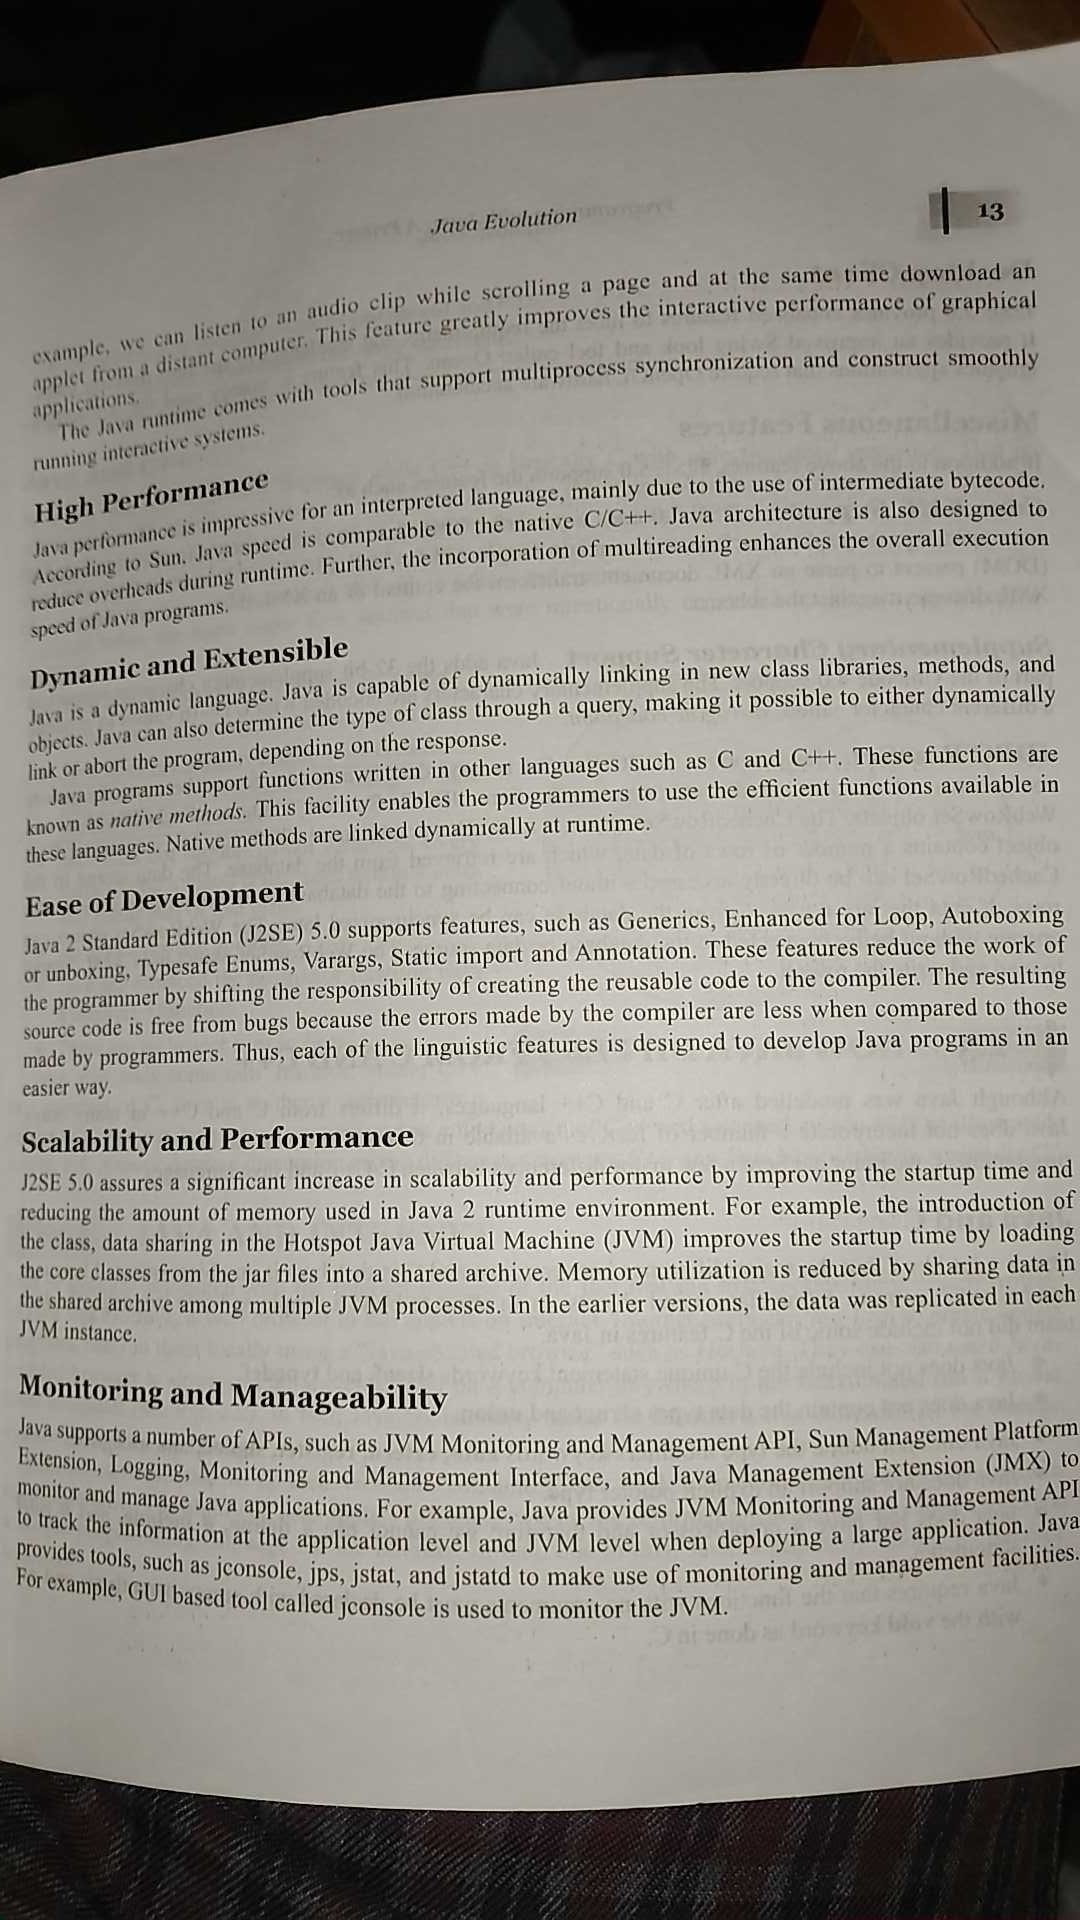 Java Evolution
13
example, we can listen to an audio clip while scrolling a page and at the same time download an
applet from a distant computer. This feature greatly improves the interactive performance of graphical
applications.
The Java runtime comes with tools that support multiprocess synchronization and construct smoothly
running interactive systems.
High Performance
Java performance is impressive for an interpreted language, mainly due to the use of intermediate bytecode.
According to Sun, Java speed is comparable to the native C/C++. Java architecture is also designed to
reduce overheads during runtime. Further, the incorporation of multireading enhances the overall execution
speed of Java programs.
Dynamic and Extensible
Java is a dynamic language. Java is capable of dynamically linking in new class libraries, methods, and
objects. Java can also determine the type of class through a query, making it possible to either dynamically
link or abort the program, depending on the response.
Java programs support functions written in other languages such as C and C++. These functions are
known as native methods. This facility enables the programmers to use the efficient functions available in
these languages. Native methods are linked dynamically at runtime.
Ease of Development
Java 2 Standard Edition (J2SE) 5.0 supports features, such as Generics, Enhanced for Loop, Autoboxing
or unboxing, Typesafe Enums, Varargs, Static import and Annotation. These features reduce the work of
the programmer by shifting the responsibility of creating the reusable code to the compiler. The resulting
source code is free from bugs because the errors made by the compiler are less when compared to those
made by programmers. Thus, each of the linguistic features is designed to develop Java programs in an
easier way.
Scalability and Performance
J2SE 5.0 assures a significant increase in scalability and performance by improving the startup time and
reducing the amount of memory used in Java 2 runtime environment. For example, the introduction of
the class, data sharing in the Hotspot Java Virtual Machine (JVM) improves the startup time by loading
the core classes from the jar files into a shared archive. Memory utilization is reduced by sharing data in
the shared archive among multiple JVM processes. In the earlier versions, the data was replicated in each
JVM instance.
Monitoring and Manageability
Java supports a number of APIs, such as JVM Monitoring and Management API, Sun Management Platform
Extension, Logging, Monitoring and Management Interface, and Java Management Extension (JMX) to
monitor and manage Java applications. For example, Java provides JVM Monitoring and Management API
to track the information at the application level and JVM level when deploying a large application. Java
provides tools, such as jconsole, jps, jstat, and jstatd to make use of monitoring and management facilities.
For example, GUI based tool called jconsole is used to monitor the JVM.